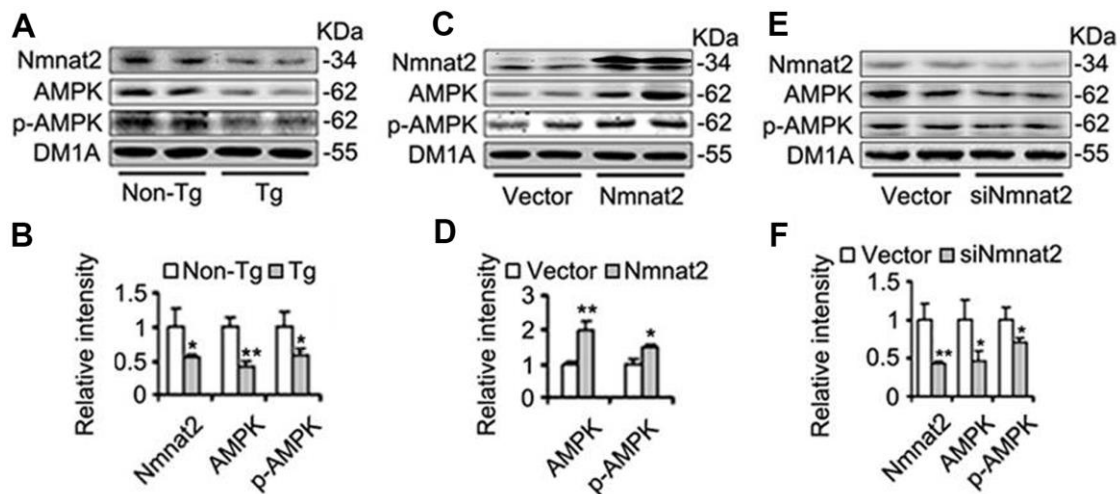 A
KDa
Nmnat2
-34
AMPK
-62
p-AMPK
-62
DM1A
-55
Non-Tg Tg
B
Non-Tg Tg
Relative intensity
1.5
1
0.5
0
* ** *
Nmnat2 AMPK p-AMPK
C
KDa
Nmnat2
-34
AMPK
-62
p-AMPK
-62
DM1A
-55
Vector Nmnat2
D
Vector Nmnat2
Relative intensity
3
2
1
0
** *
AMPK p-AMPK
E
KDa
Nmnat2
-34
AMPK
-62
p-AMPK
-62
DM1A
-55
Vector siNmnat2
F
Vector siNmnat2
Relative intensity
1.5
1
0.5
0
** * *
Nmnat2 AMPK p-AMPK